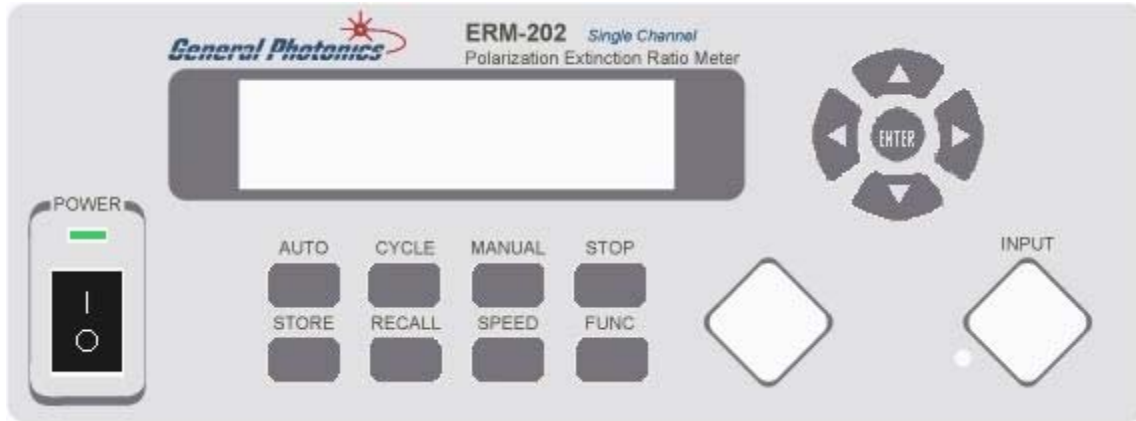 General Photonics
ERM-202 Single Channel
Polarization Extinction Ratio Meter
ENTER
POWER
I
O
AUTO CYCLE MANUAL STOP
STORE RECALL SPEED FUNC
INPUT